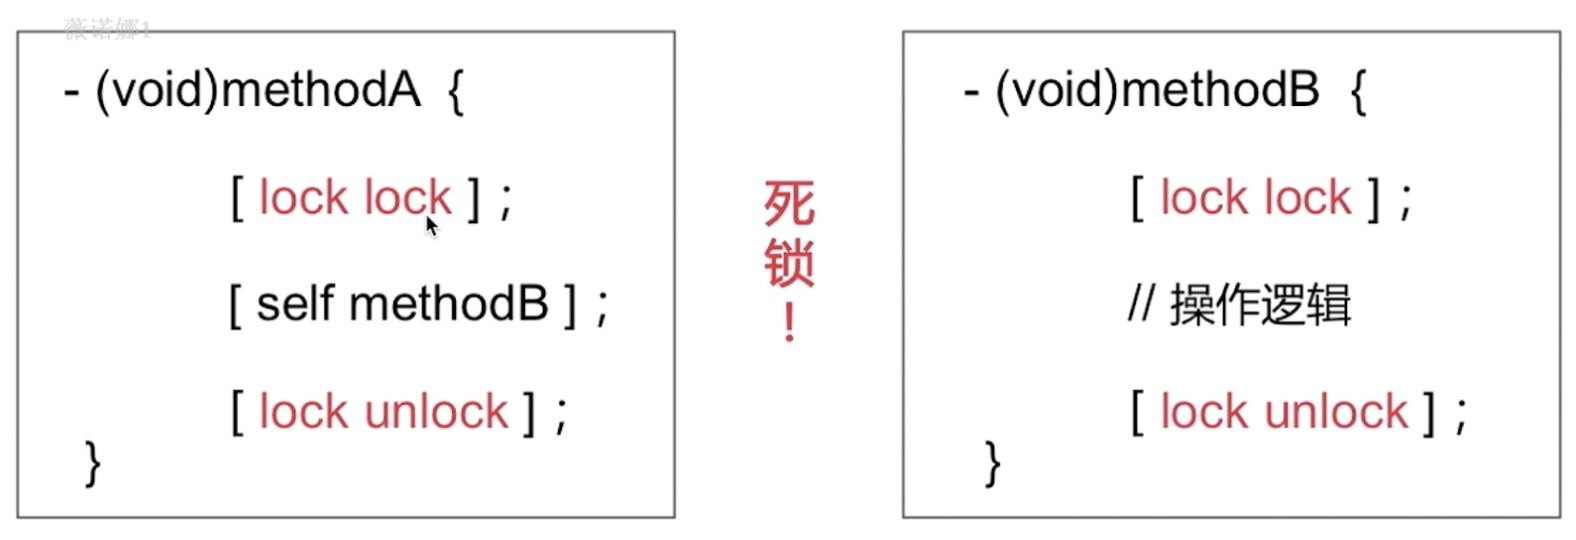 薇诺娜1
- (void)methodA {
[ lock lock ] ;
[ self methodB ] ;
[ lock unlock ] ;
}
死锁！
- (void)methodB {
[ lock lock ] ;
// 操作逻辑
[ lock unlock ] ;
}